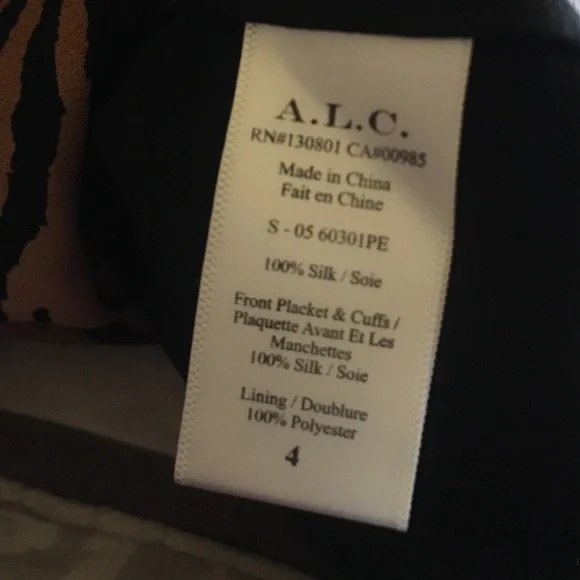 A.L.C.
RN#130801 CA#00985
Made in China
Fait en Chine
S - 05 60301PE
100% Silk / Soie
Front Placket & Cuffs /
Plaquette Avant Et Les
Manchettes
100% Silk / Soie
Lining / Doublure
100% Polyester
4